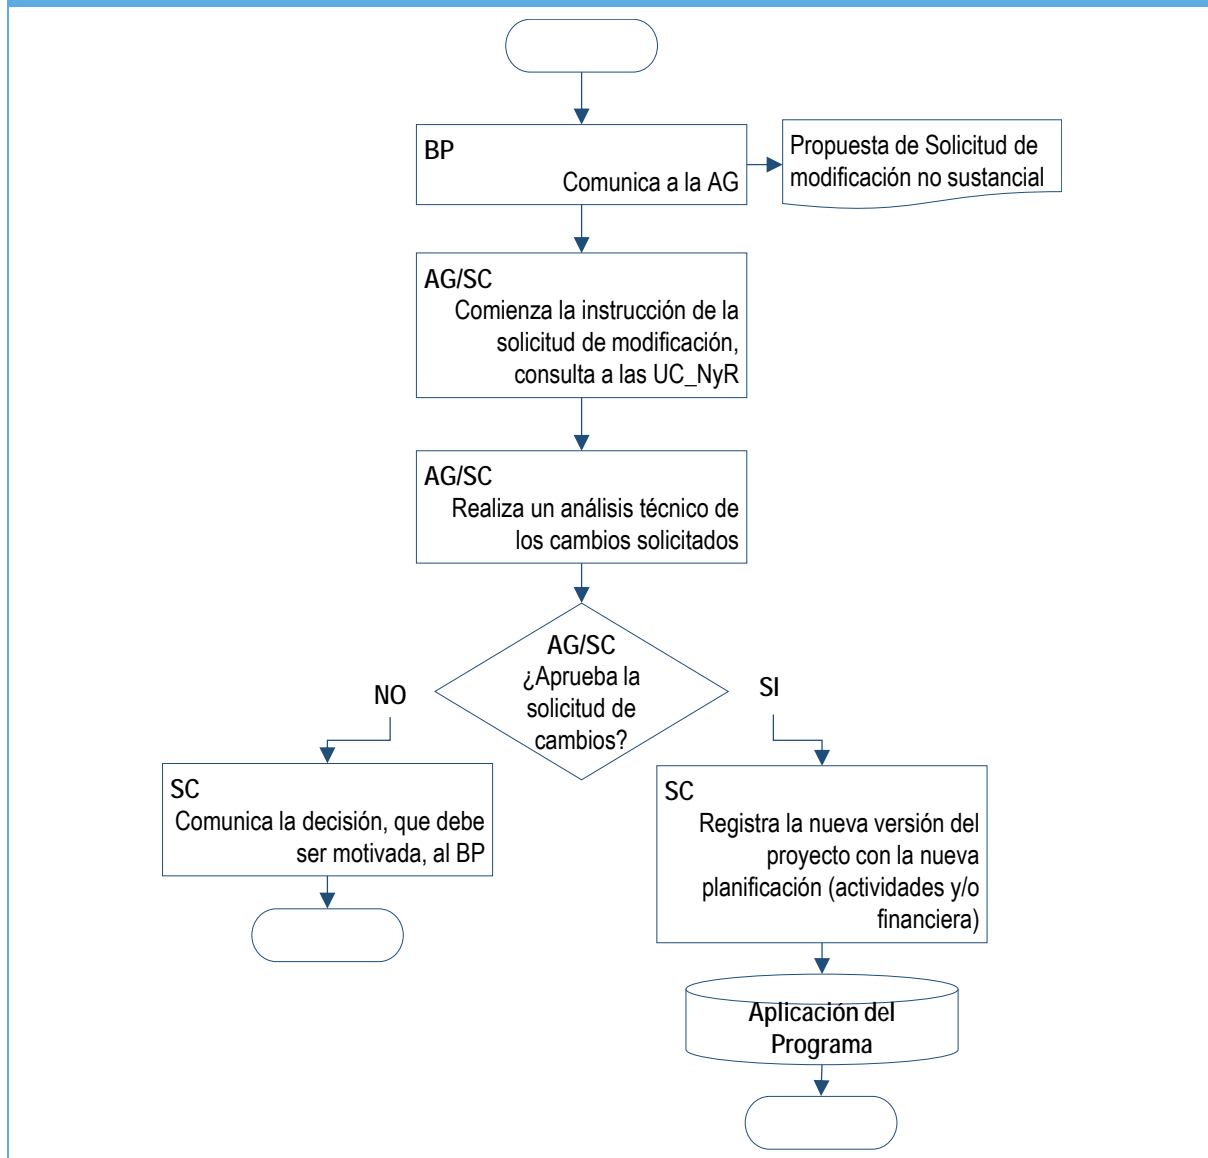 BP
Comunica a la AG
Propuesta de Solicitud de
modificación no sustancial
AG/SC
Comienza la instrucción de la
solicitud de modificación,
consulta a las UC_NyR
AG/SC
Realiza un análisis técnico de
los cambios solicitados
AG/SC
¿Aprueba la
solicitud de
cambios?
NO
SI
SC
Comunica la decisión, que debe
ser motivada, al BP
SC
Registra la nueva versión del
proyecto con la nueva
planificación (actividades y/o
financiera)
Aplicación del
Programa